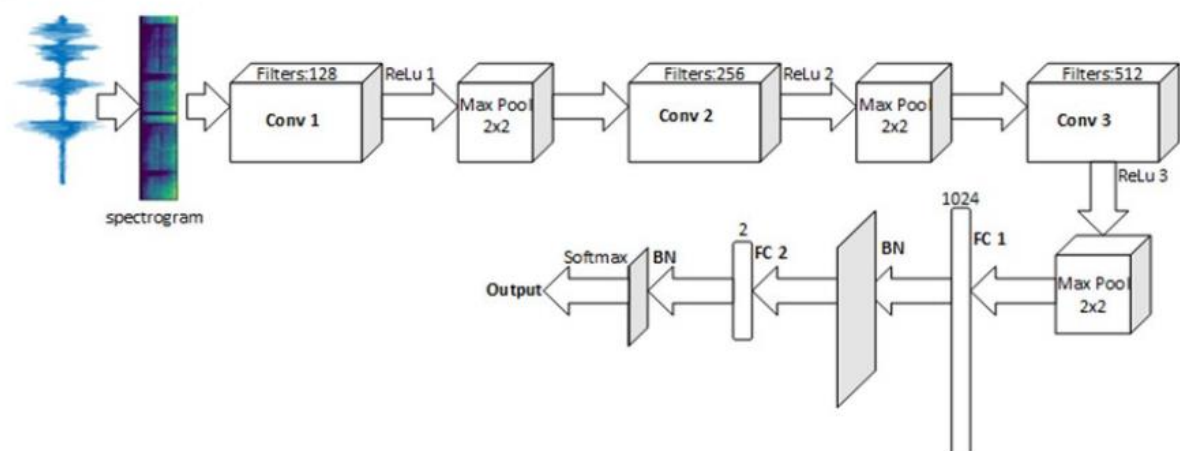 spectrogram
Filters:128
Conv 1
ReLu 1
Max Pool
2x2
Filters:256
Conv 2
ReLu 2
Max Pool
2x2
Filters:512
Conv 3
ReLu 3
Max Pool
2x2
1024
FC 1
BN
2
FC 2
BN
Softmax
Output